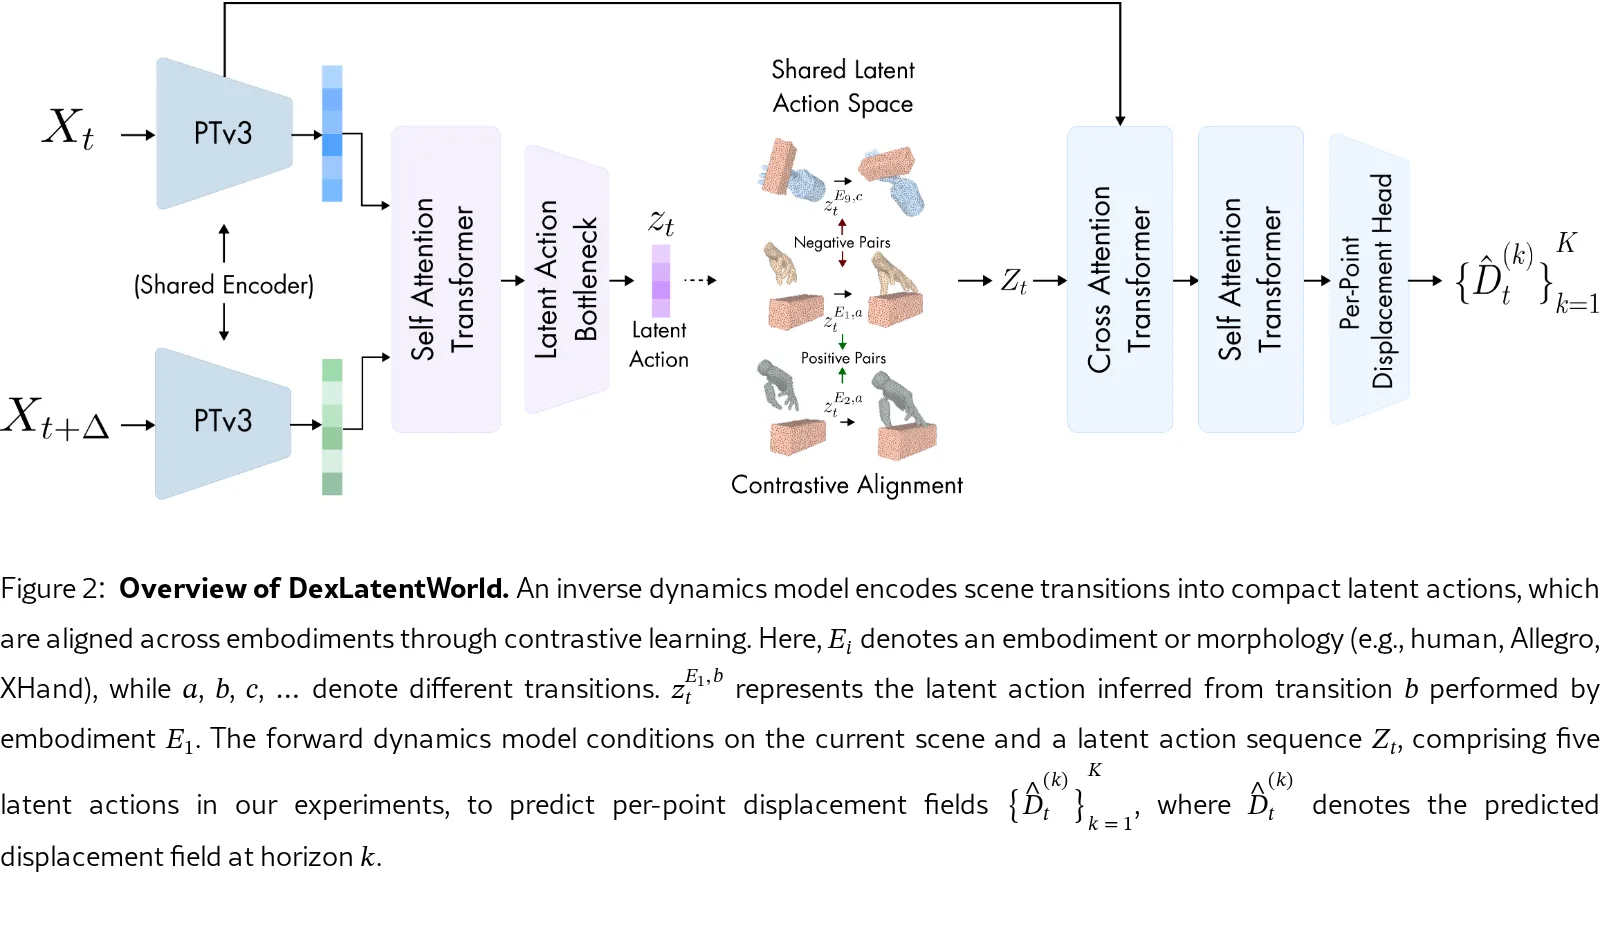 X_t
PTv3
(Shared Encoder)
X_{t+Δ}
PTv3
Self Attention
Transformer
Latent Action
Bottleneck
z_t
Latent
Action
Shared Latent
Action Space
z_t^{E_9,c}
Negative Pairs
z_t^{E_1,a}
Positive Pairs
z_t^{E_2,a}
Contrastive Alignment
Z_t
Cross Attention
Transformer
Self Attention
Transformer
Per-Point
Displacement Head
{D̂_t^{(k)}}_{k=1}^K
Figure 2: Overview of DexLatentWorld. An inverse dynamics model encodes scene transitions into compact latent actions, which
are aligned across embodiments through contrastive learning. Here, E_i denotes an embodiment or morphology (e.g., human, Allegro,
XHand), while a, b, c, … denote different transitions. z_t^{E_1,b} represents the latent action inferred from transition b performed by
embodiment E_1. The forward dynamics model conditions on the current scene and a latent action sequence Z_t, comprising five
latent actions in our experiments, to predict per-point displacement fields {D̂_t^{(k)}}_{k=1}^K, where D̂_t^{(k)} denotes the predicted
displacement field at horizon k.